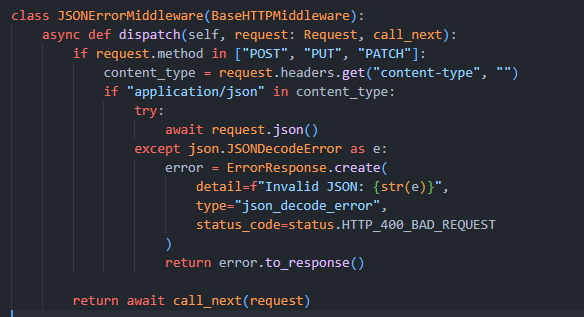 class JSONErrorMiddleware(BaseHTTPMiddleware):
    async def dispatch(self, request: Request, call_next):
        if request.method in ["POST", "PUT", "PATCH"]:
            content_type = request.headers.get("content-type", "")
            if "application/json" in content_type:
                try:
                    await request.json()
                except json.JSONDecodeError as e:
                    error = ErrorResponse.create(
                        detail=f"Invalid JSON: {str(e)}",
                        type="json_decode_error",
                        status_code=status.HTTP_400_BAD_REQUEST
                    )
                    return error.to_response()

        return await call_next(request)